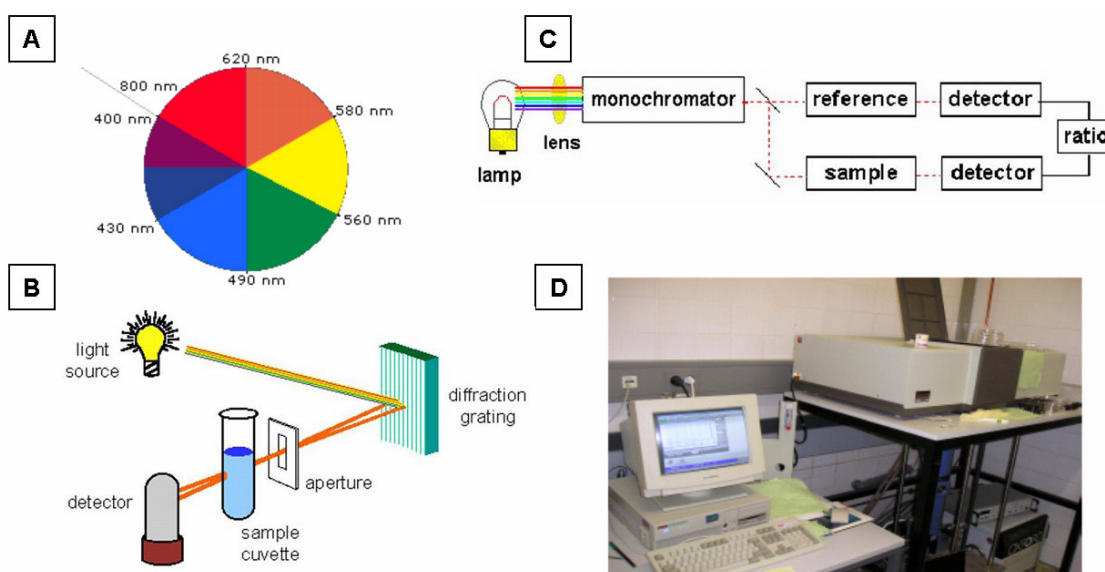 A
620 nm
800 nm
400 nm
580 nm
430 nm
560 nm
490 nm
B
light
source
diffraction
grating
aperture
detector
sample
cuvette
C
monochromator
reference
detector
ratio
lens
lamp
sample
detector
D